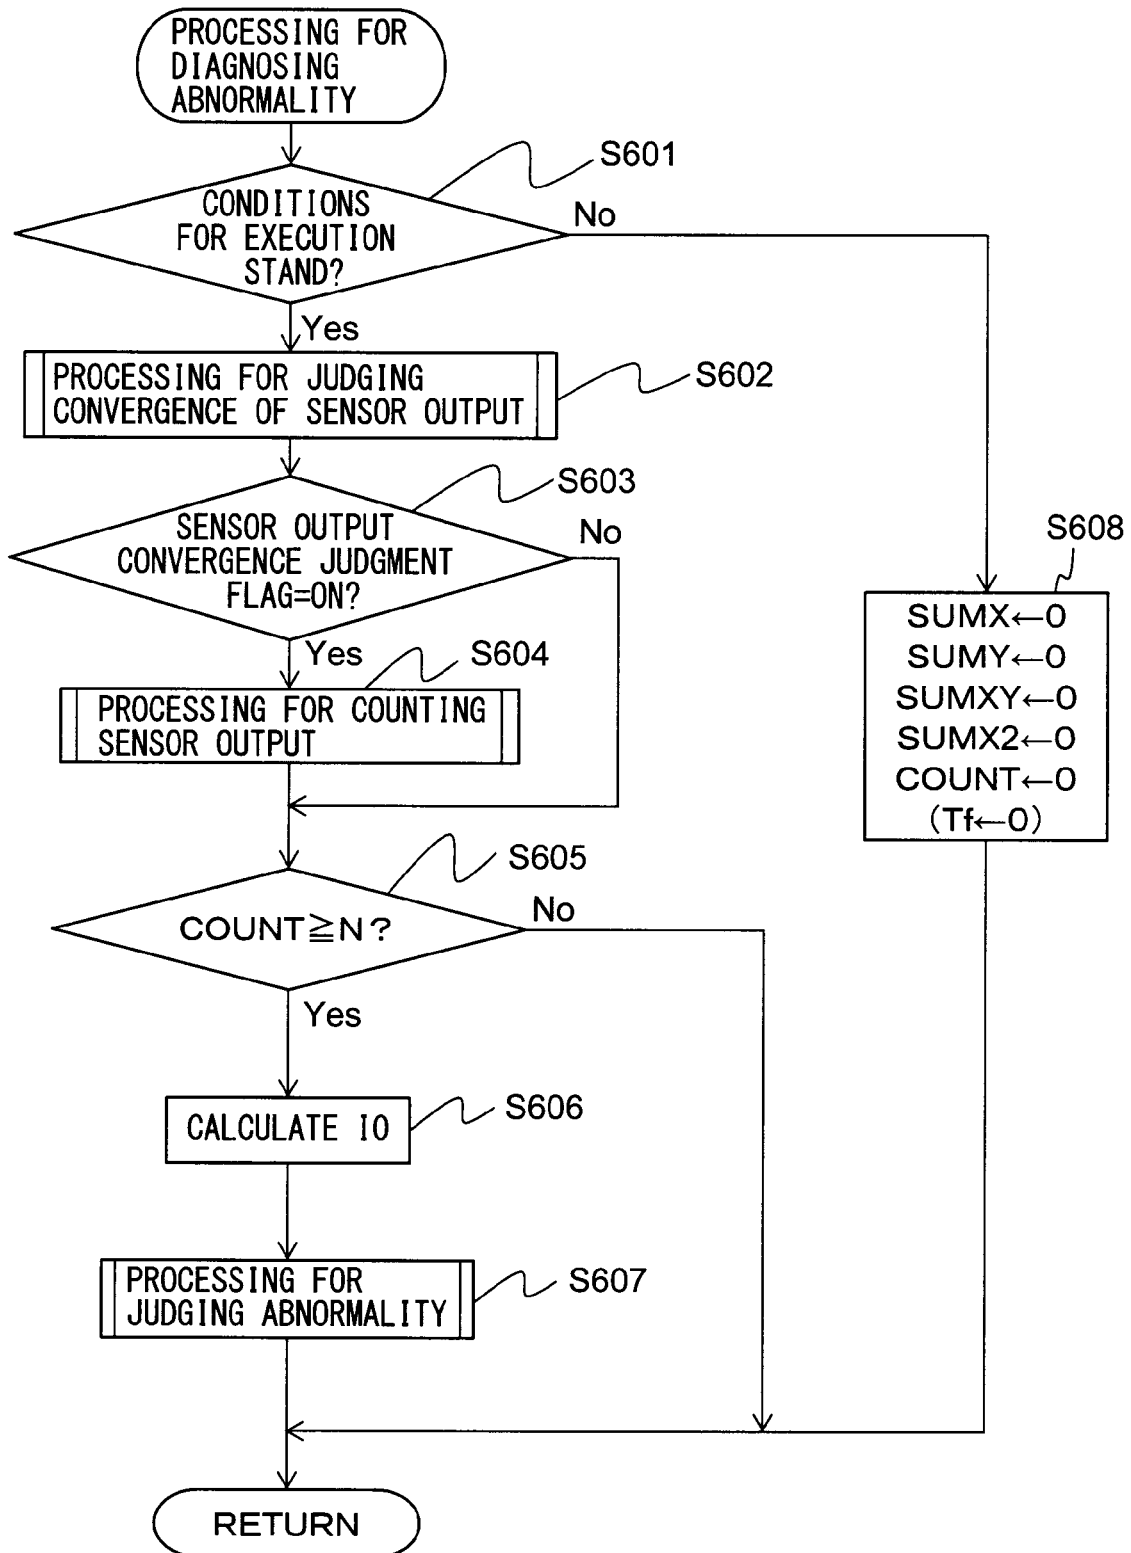 PROCESSING FOR
DIAGNOSING
ABNORMALITY
S601
CONDITIONS
FOR EXECUTION
STAND?
No
Yes
PROCESSING FOR JUDGING
CONVERGENCE OF SENSOR OUTPUT
S602
S603
SENSOR OUTPUT
CONVERGENCE JUDGMENT
FLAG=ON?
No
Yes
S604
PROCESSING FOR COUNTING
SENSOR OUTPUT
S605
COUNT≧N?
No
Yes
CALCULATE I0
S606
PROCESSING FOR
JUDGING ABNORMALITY
S607
S608
SUMX←0
SUMY←0
SUMXY←0
SUMX2←0
COUNT←0
(Tf←0)
RETURN